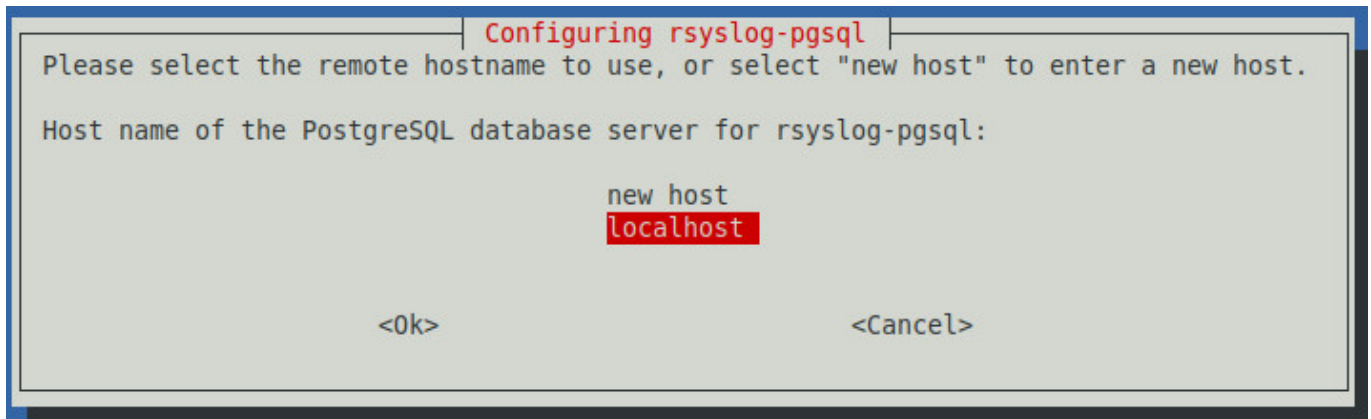 Configuring rsyslog-pgsql
Please select the remote hostname to use, or select "new host" to enter a new host.
Host name of the PostgreSQL database server for rsyslog-pgsql:
new host
localhost
<Ok> <Cancel>